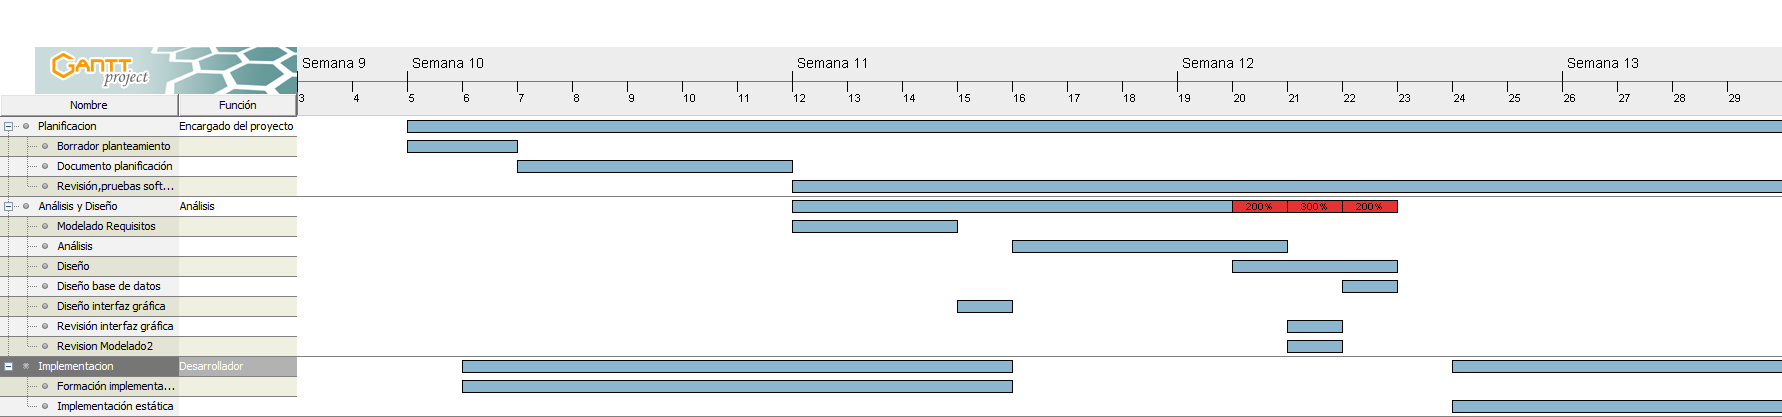 GANTT
project
Semana 9 Semana 10 Semana 11 Semana 12 Semana 13
3 4 5 6 7 8 9 10 11 12 13 14 15 16 17 18 19 20 21 22 23 24 25 26 27 28 29
Nombre Función
Planificacion Encargado del proyecto
Borrador planteamiento
Documento planificación
Revisión,pruebas soft...
Análisis y Diseño Análisis 200% 300% 200%
Modelado Requisitos
Análisis
Diseño
Diseño base de datos
Diseño interfaz gráfica
Revisión interfaz gráfica
Revision Modelado2
Implementacion Desarrollador
Formación implementa...
Implementación estática